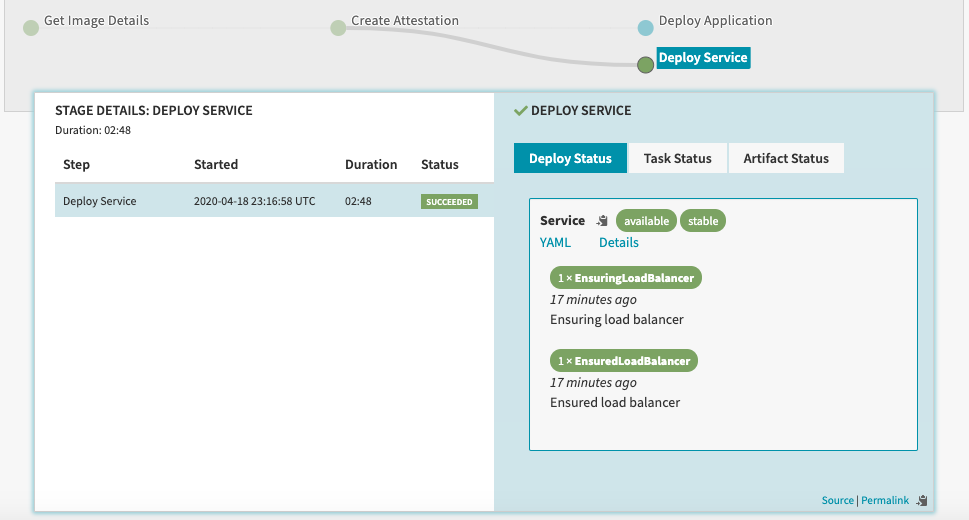 Get Image Details
Create Attestation
Deploy Application
Deploy Service
STAGE DETAILS: DEPLOY SERVICE
Duration: 02:48
Step Started Duration Status
Deploy Service 2020-04-18 23:16:58 UTC 02:48 SUCCEEDED
DEPLOY SERVICE
Deploy Status Task Status Artifact Status
Service available stable
YAML Details
1 × EnsuringLoadBalancer
17 minutes ago
Ensuring load balancer
1 × EnsuredLoadBalancer
17 minutes ago
Ensured load balancer
Source | Permalink